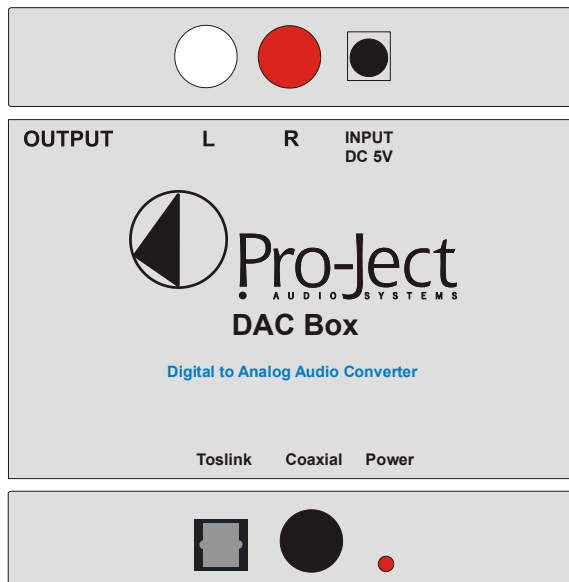 OUTPUT L R INPUT
DC 5V
Pro-Ject
AUDIO SYSTEMS
DAC Box
Digital to Analog Audio Converter
Toslink Coaxial Power